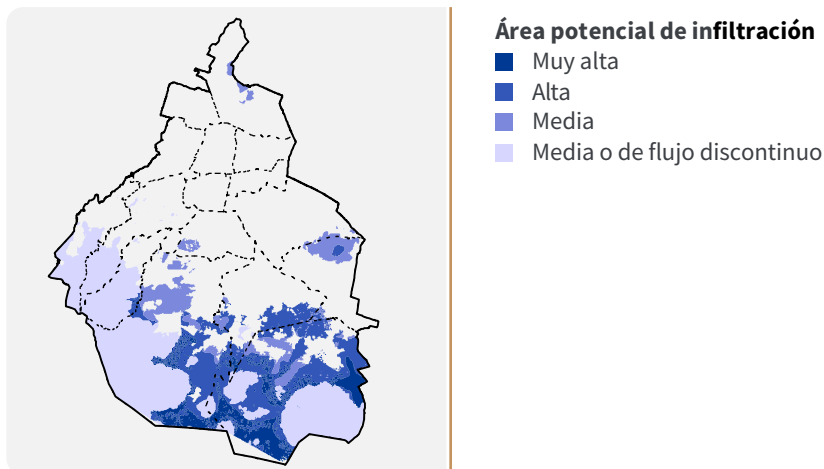 Área potencial de infiltración
Muy alta
Alta
Media
Media o de flujo discontinuo